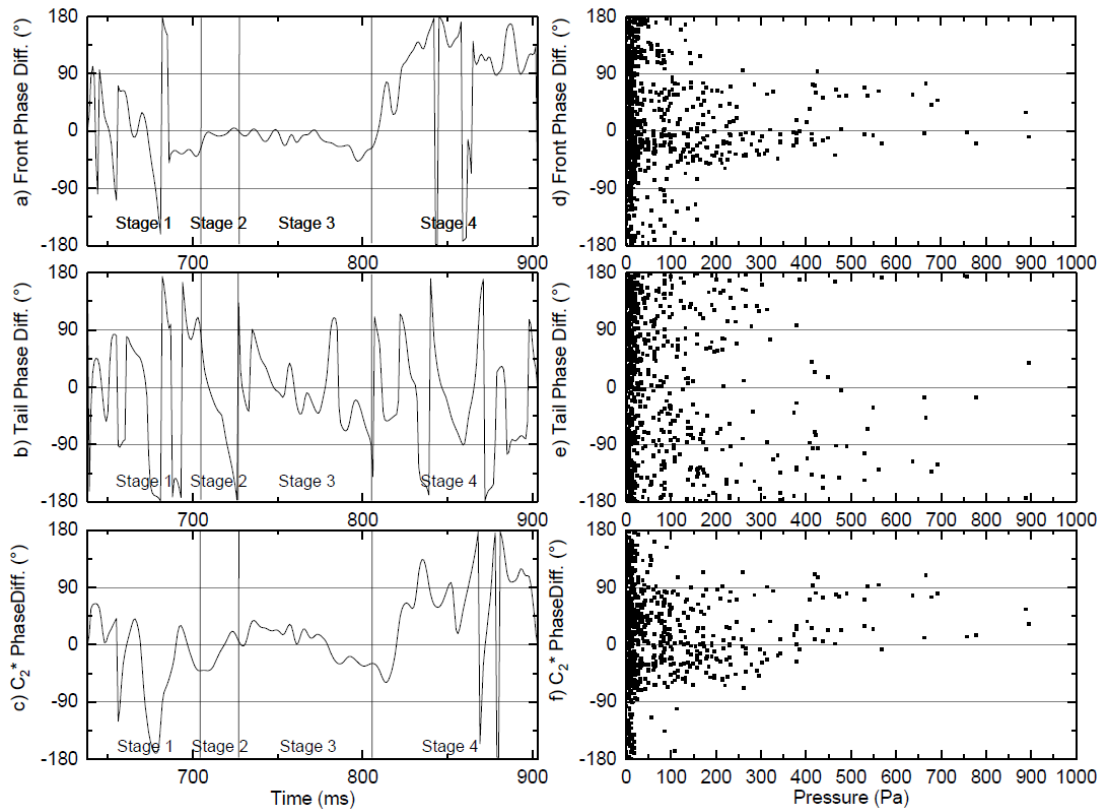 180
90
0
-90
-180
a) Front Phase Diff. (°)
Stage 1 Stage 2 Stage 3 Stage 4
700 800 900
180
90
0
-90
-180
d) Front Phase Diff. (°)
0 100 200 300 400 500 600 700 800 900 1000
180
90
0
-90
-180
b) Tail Phase Diff. (°)
Stage 1 Stage 2 Stage 3 Stage 4
700 800 900
180
90
0
-90
-180
e) Tail Phase Diff. (°)
0 100 200 300 400 500 600 700 800 900 1000
180
90
0
-90
-180
c) C₂* PhaseDiff. (°)
Stage 1 Stage 2 Stage 3 Stage 4
700 800 900
Time (ms)
180
90
0
-90
-180
f) C₂* PhaseDiff. (°)
0 100 200 300 400 500 600 700 800 900 1000
Pressure (Pa)